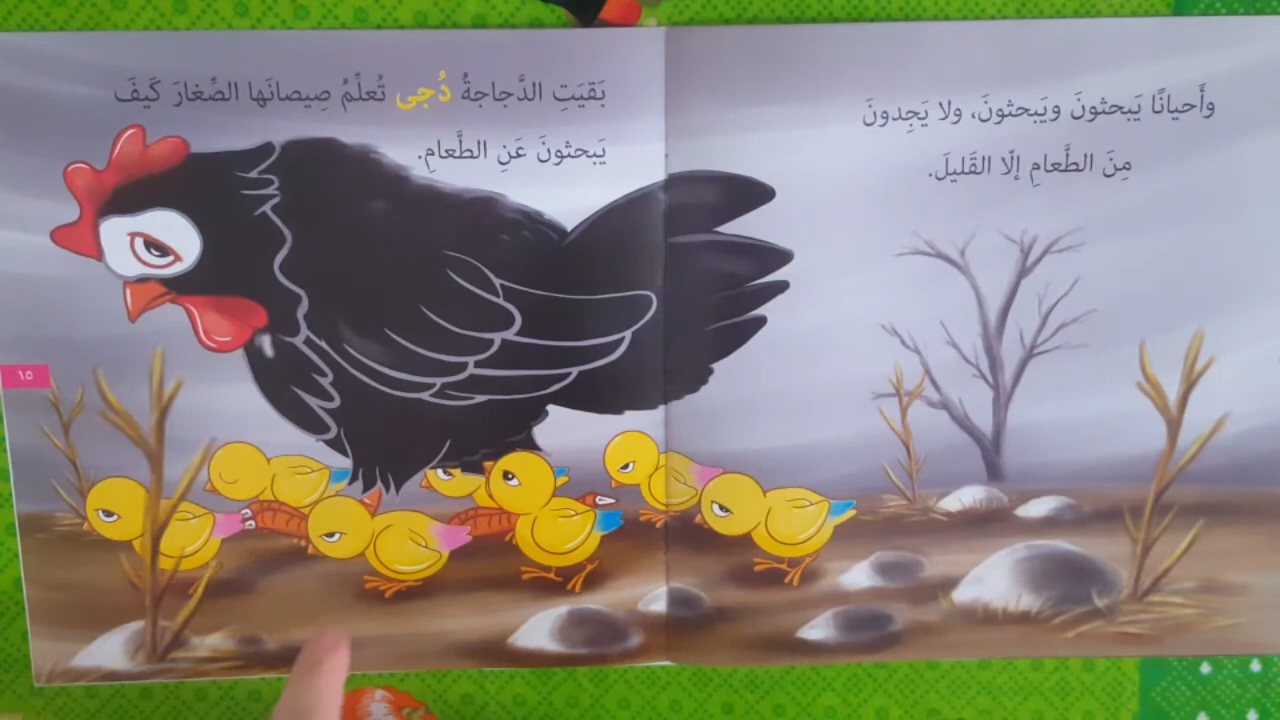 وأَحيانًا يَبحثونَ ويَبحثونَ، ولا يَجِدونَ
مِنَ الطَّعامِ إلّا القَليلَ.
بَقيَتِ الدَّجاجةُ دُجى تُعلِّمُ صِيصانَها الصِّغارَ كَيفَ
يَبحثونَ عَنِ الطَّعامِ.
١٥